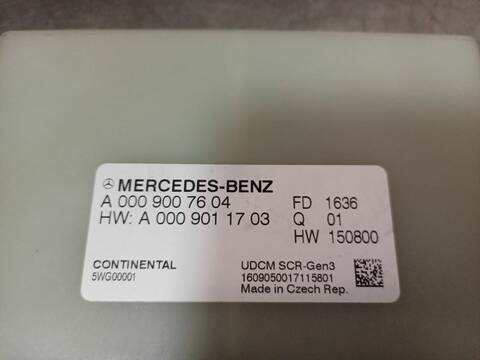 MERCEDES-BENZ
A 000 900 76 04 FD 1636
HW: A 000 901 17 03 Q 01
HW 150800
CONTINENTAL UDCM SCR-Gen3
5WG00001 1609050017115801
Made in Czech Rep.